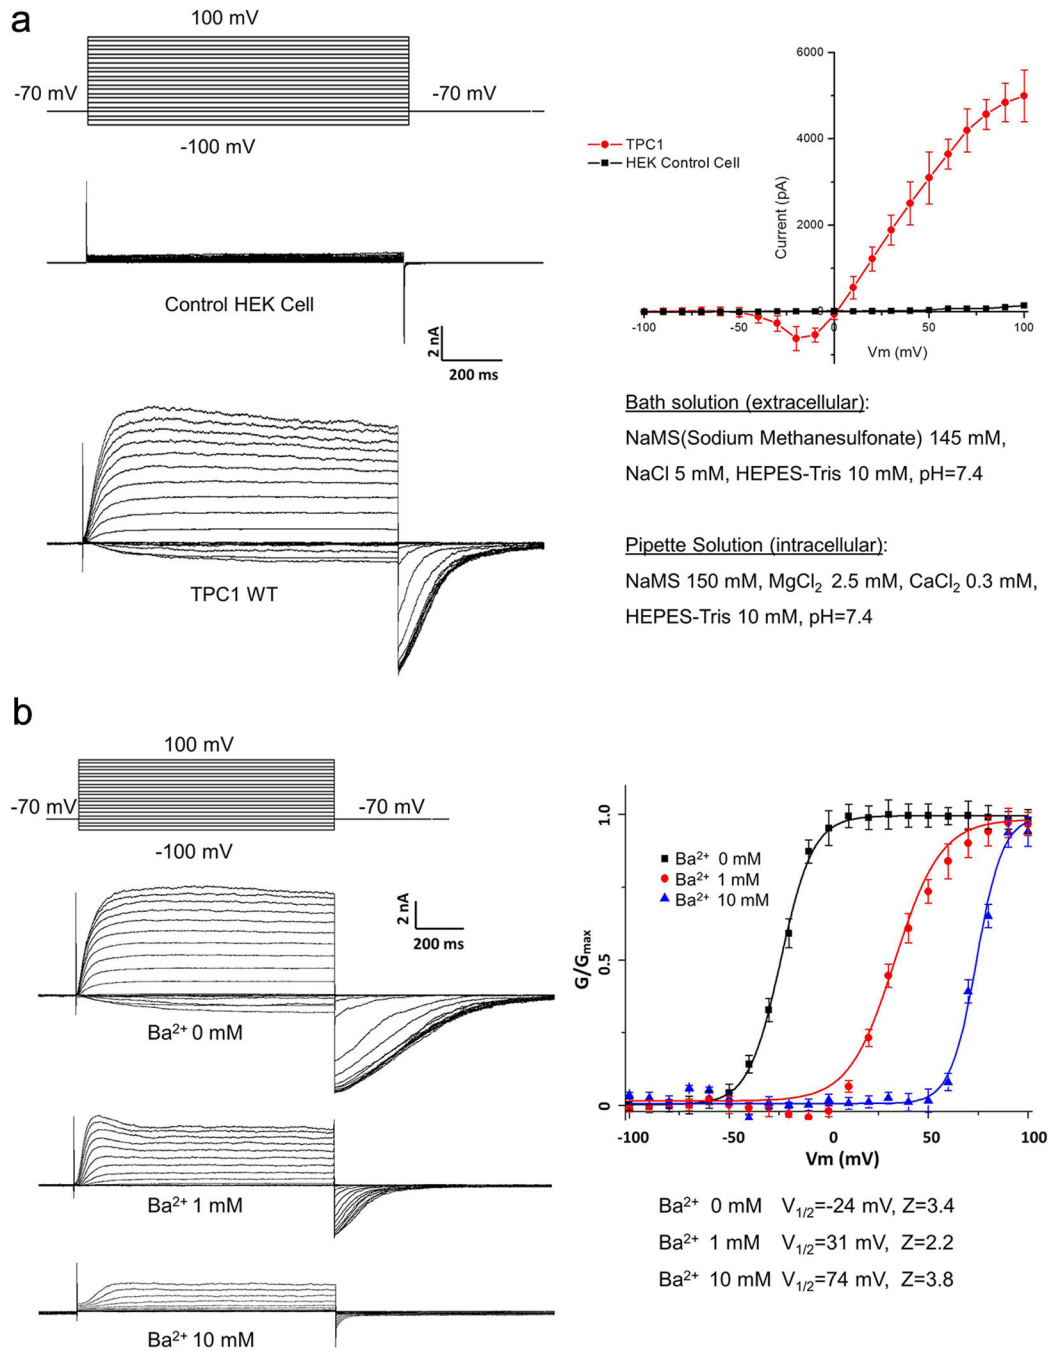 a
100 mV
-70 mV
-70 mV
-100 mV
Control HEK Cell
2 nA
200 ms
TPC1 WT
6000
4000
2000
0
Current (pA)
TPC1
HEK Control Cell
-100
-50
0
50
100
Vm (mV)
Bath solution (extracellular):
NaMS(Sodium Methanesulfonate) 145 mM,
NaCl 5 mM, HEPES-Tris 10 mM, pH=7.4
Pipette Solution (intracellular):
NaMS 150 mM, MgCl₂ 2.5 mM, CaCl₂ 0.3 mM,
HEPES-Tris 10 mM, pH=7.4
b
100 mV
-70 mV
-70 mV
-100 mV
2 nA
200 ms
Ba²⁺ 0 mM
Ba²⁺ 1 mM
Ba²⁺ 10 mM
1.0
0.5
0
G/Gmax
Ba²⁺ 0 mM
Ba²⁺ 1 mM
Ba²⁺ 10 mM
-100
-50
0
50
100
Vm (mV)
Ba²⁺ 0 mM V1/2=-24 mV, Z=3.4
Ba²⁺ 1 mM V1/2=31 mV, Z=2.2
Ba²⁺ 10 mM V1/2=74 mV, Z=3.8